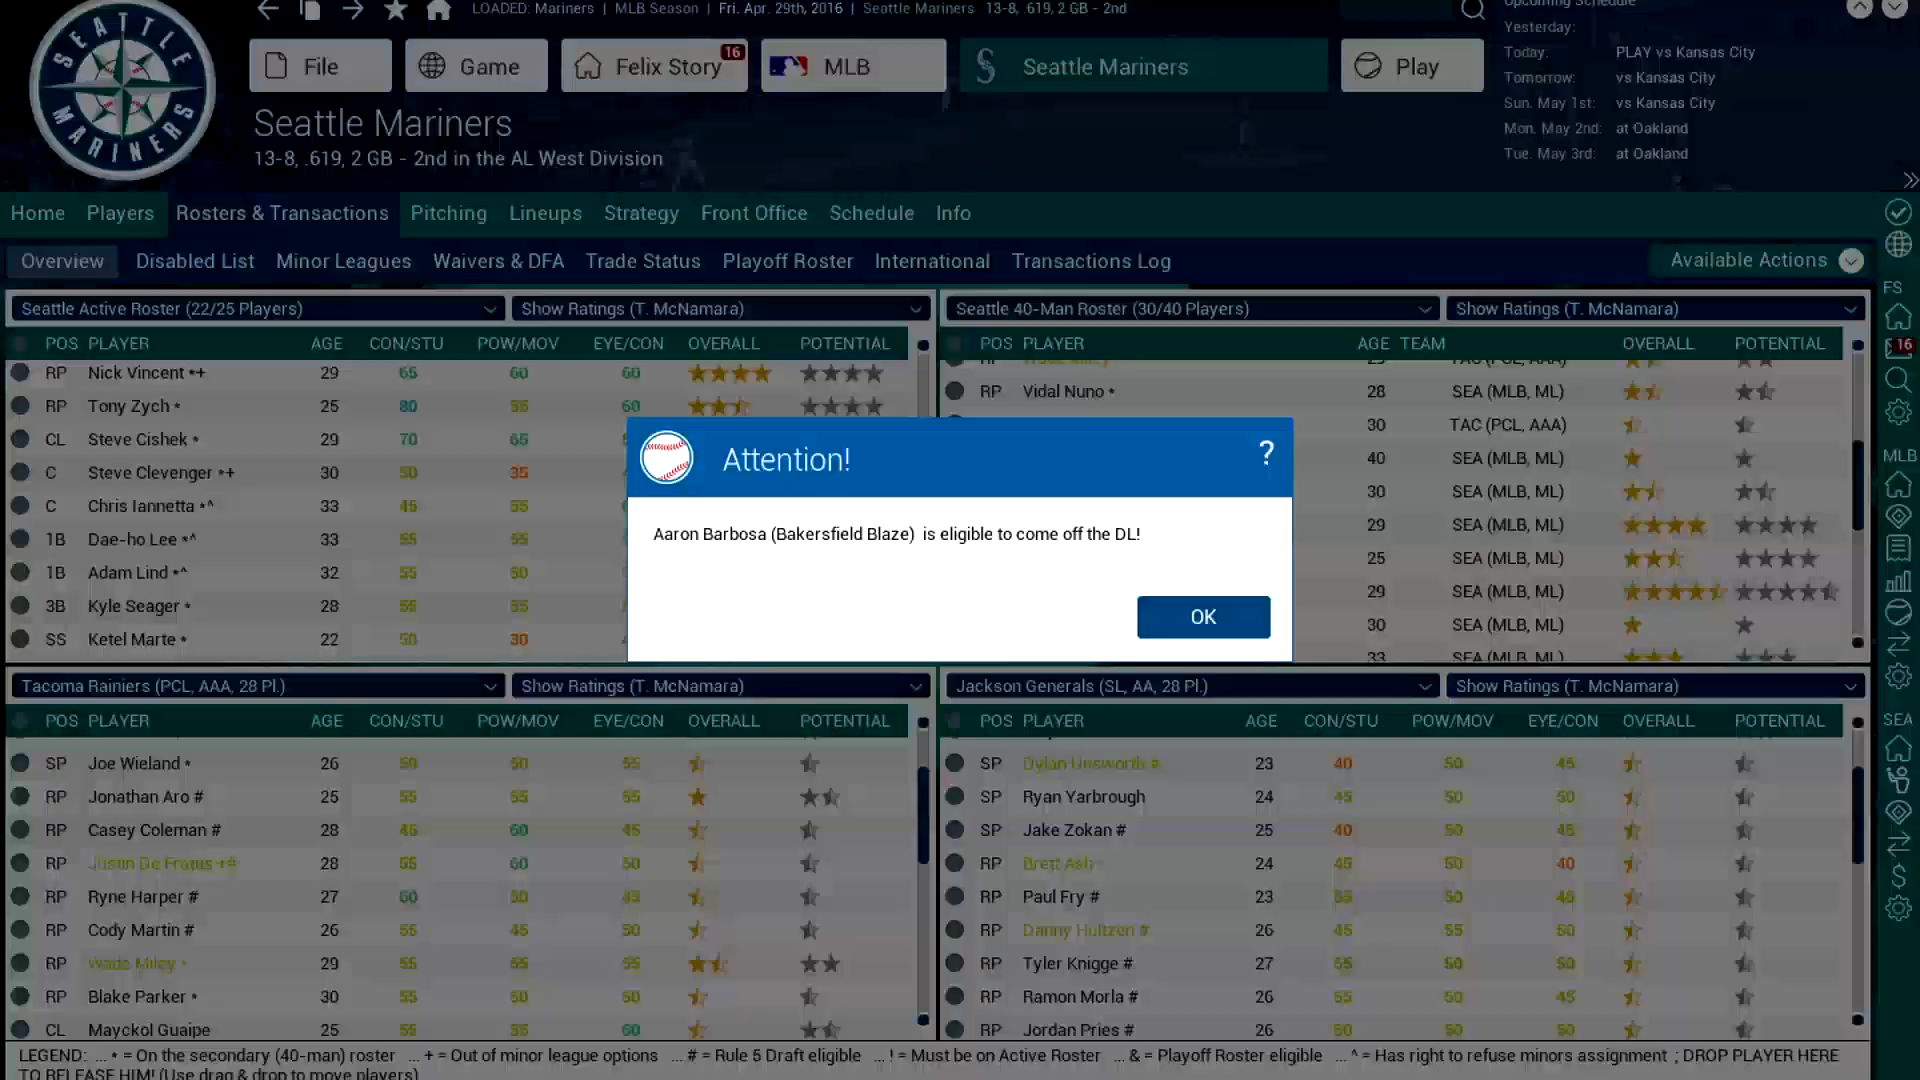 SEATTLE MARINERS
LOADED: Mariners | MLB Season | Fri. Apr. 29th, 2016 | Seattle Mariners 13-8, .619, 2 GB - 2nd
Upcoming Schedule
Yesterday:
Today: PLAY vs Kansas City
Tomorrow: vs Kansas City
Sun. May 1st: vs Kansas City
Mon. May 2nd: at Oakland
Tue. May 3rd: at Oakland
File Game Felix Story 16 MLB Seattle Mariners Play
Seattle Mariners
13-8, .619, 2 GB - 2nd in the AL West Division
Home Players Rosters & Transactions Pitching Lineups Strategy Front Office Schedule Info
Overview Disabled List Minor Leagues Waivers & DFA Trade Status Playoff Roster International Transactions Log Available Actions
Seattle Active Roster (22/25 Players) Show Ratings (T. McNamara)
POS PLAYER AGE CON/STU POW/MOV EYE/CON OVERALL POTENTIAL
RP Nick Vincent *+ 29 65 60 60
RP Tony Zych * 25 80 55 60
CL Steve Cishek * 29 70 65
C Steve Clevenger *+ 30 50 35
C Chris Iannetta *^ 33 45 55
1B Dae-ho Lee *^ 33 55 55
1B Adam Lind *^ 32 55 50
3B Kyle Seager * 28 55 55
SS Ketel Marte * 22 50 30
Seattle 40-Man Roster (30/40 Players) Show Ratings (T. McNamara)
POS PLAYER AGE TEAM OVERALL POTENTIAL
RP Wade Miley 29 TAC (PCL, AAA)
RP Vidal Nuno * 28 SEA (MLB, ML)
30 TAC (PCL, AAA)
40 SEA (MLB, ML)
30 SEA (MLB, ML)
29 SEA (MLB, ML)
25 SEA (MLB, ML)
29 SEA (MLB, ML)
30 SEA (MLB, ML)
33 SEA (MLB, ML)
Attention! ?
Aaron Barbosa (Bakersfield Blaze) is eligible to come off the DL!
OK
Tacoma Rainiers (PCL, AAA, 28 Pl.) Show Ratings (T. McNamara)
POS PLAYER AGE CON/STU POW/MOV EYE/CON OVERALL POTENTIAL
SP Joe Wieland * 26 50 50 55
RP Jonathan Aro # 25 55 55 55
RP Casey Coleman # 28 45 60 45
RP Justin De Fratus +# 28 55 60 50
RP Ryne Harper # 27 60 50 45
RP Cody Martin # 26 55 45 50
RP Wade Miley * 29 55 55 55
RP Blake Parker * 30 55 50 50
CL Mayckol Guaipe 25 55 55 60
Jackson Generals (SL, AA, 28 Pl.) Show Ratings (T. McNamara)
POS PLAYER AGE CON/STU POW/MOV EYE/CON OVERALL POTENTIAL
SP Dylan Unsworth # 23 40 50 45
SP Ryan Yarbrough 24 45 50 50
SP Jake Zokan # 25 40 50 45
RP Brett Ash 24 45 50 40
RP Paul Fry # 23 55 50 45
RP Danny Hultzen # 26 45 55 50
RP Tyler Knigge # 27 55 50 50
RP Ramon Morla # 26 55 50 45
RP Jordan Pries # 26 50 50 50
FS
16
MLB
SEA
LEGEND: ... * = On the secondary (40-man) roster ... + = Out of minor league options ... # = Rule 5 Draft eligible ... ! = Must be on Active Roster ... & = Playoff Roster eligible ... ^ = Has right to refuse minors assignment ; DROP PLAYER HERE
TO RELEASE HIM! (Use drag & drop to move players)